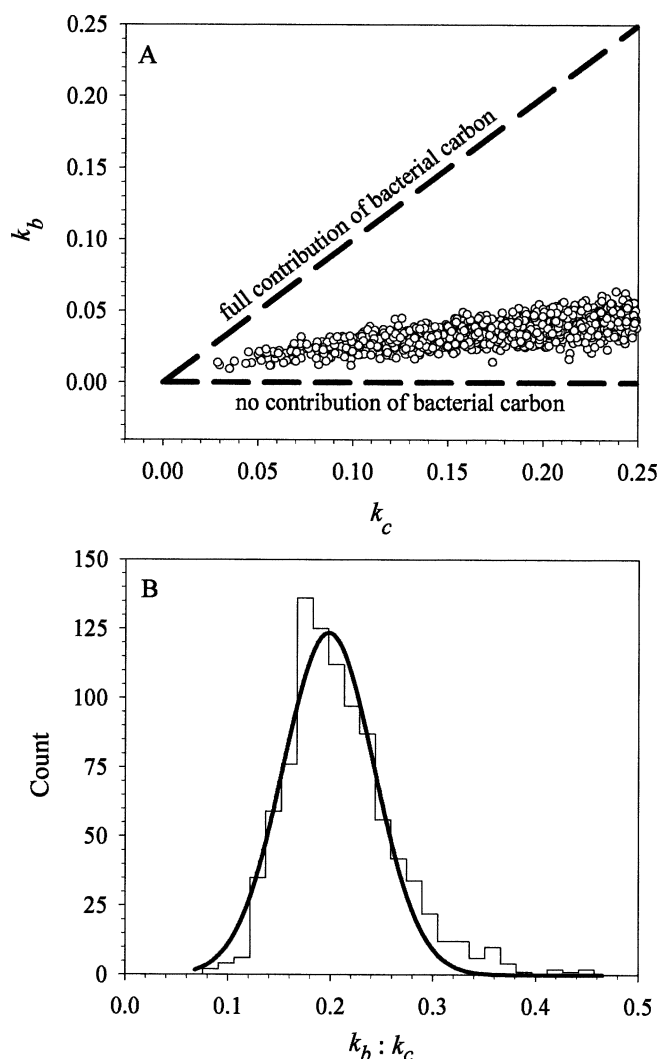 0.25
A
0.20
0.15
0.10
0.05
0.00
k_b
full contribution of bacterial carbon
no contribution of bacterial carbon
0.00 0.05 0.10 0.15 0.20 0.25
k_c
150
B
125
100
75
50
25
0
Count
0.0 0.1 0.2 0.3 0.4 0.5
k_b : k_c